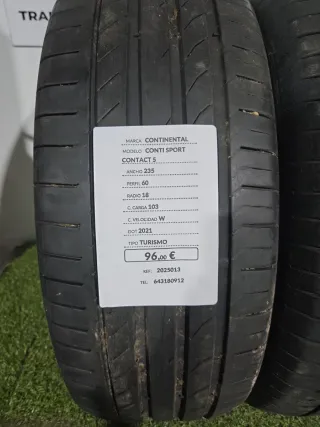 TRA
MARCA: CONTINENTAL
MODELO: CONTI SPORT
CONTACT 5
ANCHO: 235
PERFIL: 60
RADIO: 18
C. CARGA: 103
C. VELOCIDAD: W
DOT: 2021
TIPO: TURISMO
96,00 €
REF: 2025013
TEL: 643180912